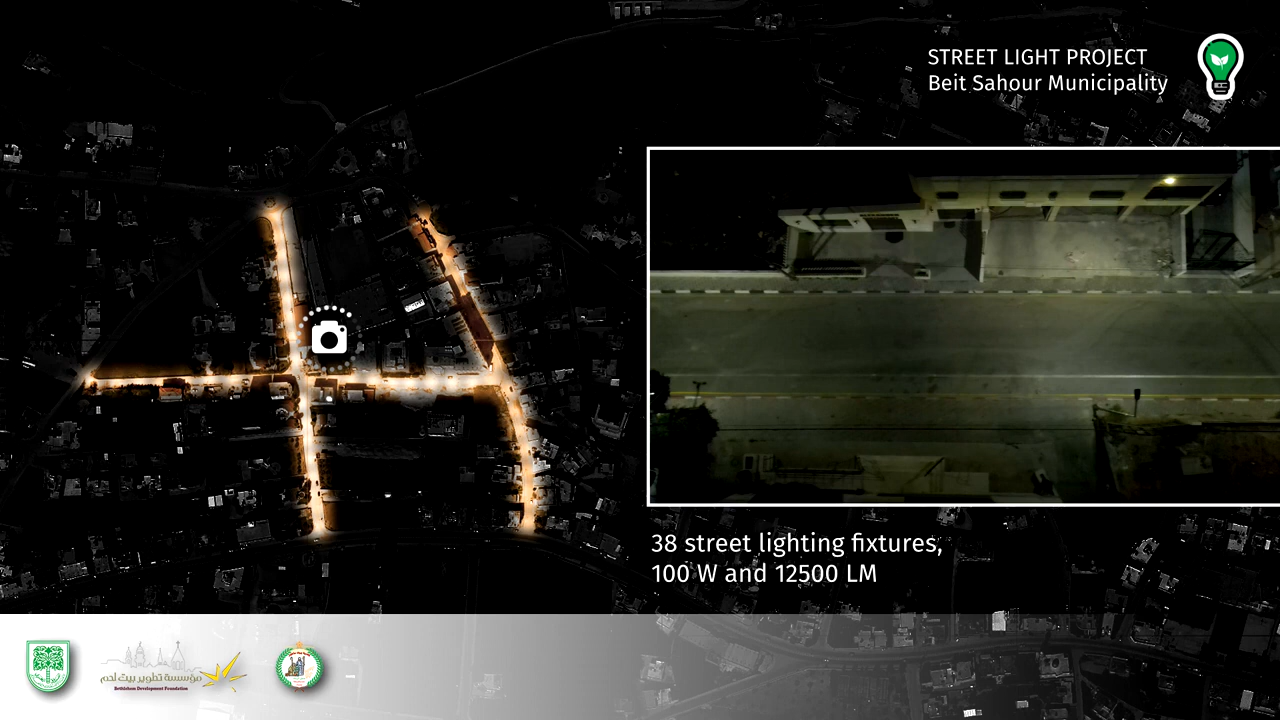 STREET LIGHT PROJECT
Beit Sahour Municipality
38 street lighting fixtures,
100 W and 12500 LM
مؤسسة تطوير بيت لحم
Bethlehem Development Foundation